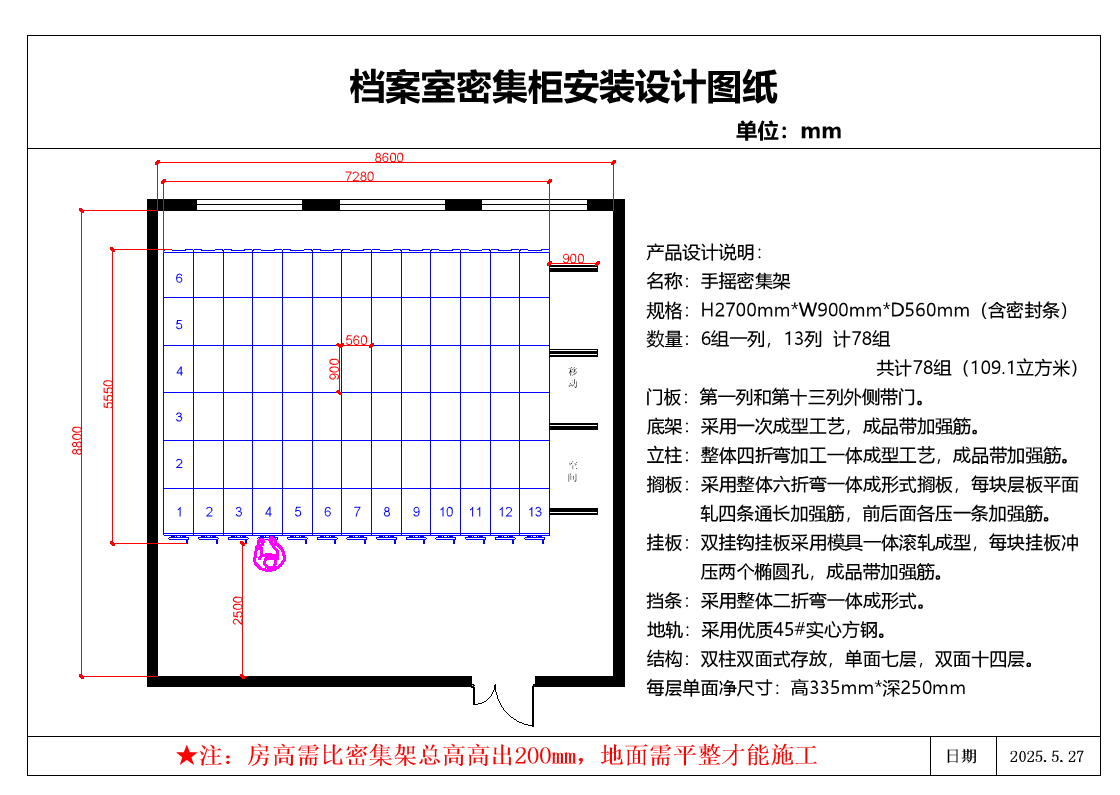 档案室密集柜安装设计图纸
单位：mm
8600
7280
900
6
5
560
4
900
移动
5550
8800
3
2
空间
1 2 3 4 5 6 7 8 9 10 11 12 13
2500
产品设计说明：
名称：手摇密集架
规格：H2700mm*W900mm*D560mm（含密封条）
数量：6组一列，13列 计78组
共计78组（109.1立方米）
门板：第一列和第十三列外侧带门。
底架：采用一次成型工艺，成品带加强筋。
立柱：整体四折弯加工一体成型工艺，成品带加强筋。
搁板：采用整体六折弯一体成形式搁板，每块层板平面
轧四条通长加强筋，前后面各压一条加强筋。
挂板：双挂钩挂板采用模具一体滚轧成型，每块挂板冲
压两个椭圆孔，成品带加强筋。
挡条：采用整体二折弯一体成形式。
地轨：采用优质45#实心方钢。
结构：双柱双面式存放，单面七层，双面十四层。
每层单面净尺寸：高335mm*深250mm
★注：房高需比密集架总高高出200mm，地面需平整才能施工
日期
2025.5.27